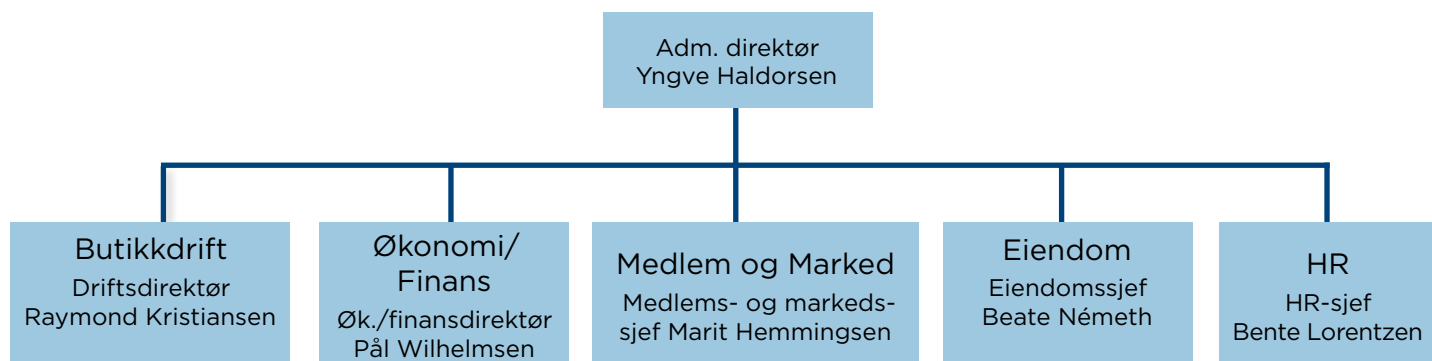 Adm. direktør
Yngve Haldorsen
Butikkdrift
Driftsdirektør
Raymond Kristiansen
Økonomi/
Finans
Øk./finansdirektør
Pål Wilhelmsen
Medlem og Marked
Medlems- og markeds-
sjef Marit Hemmingsen
Eiendom
Eiendomssjef
Beate Németh
HR
HR-sjef
Bente Lorentzen